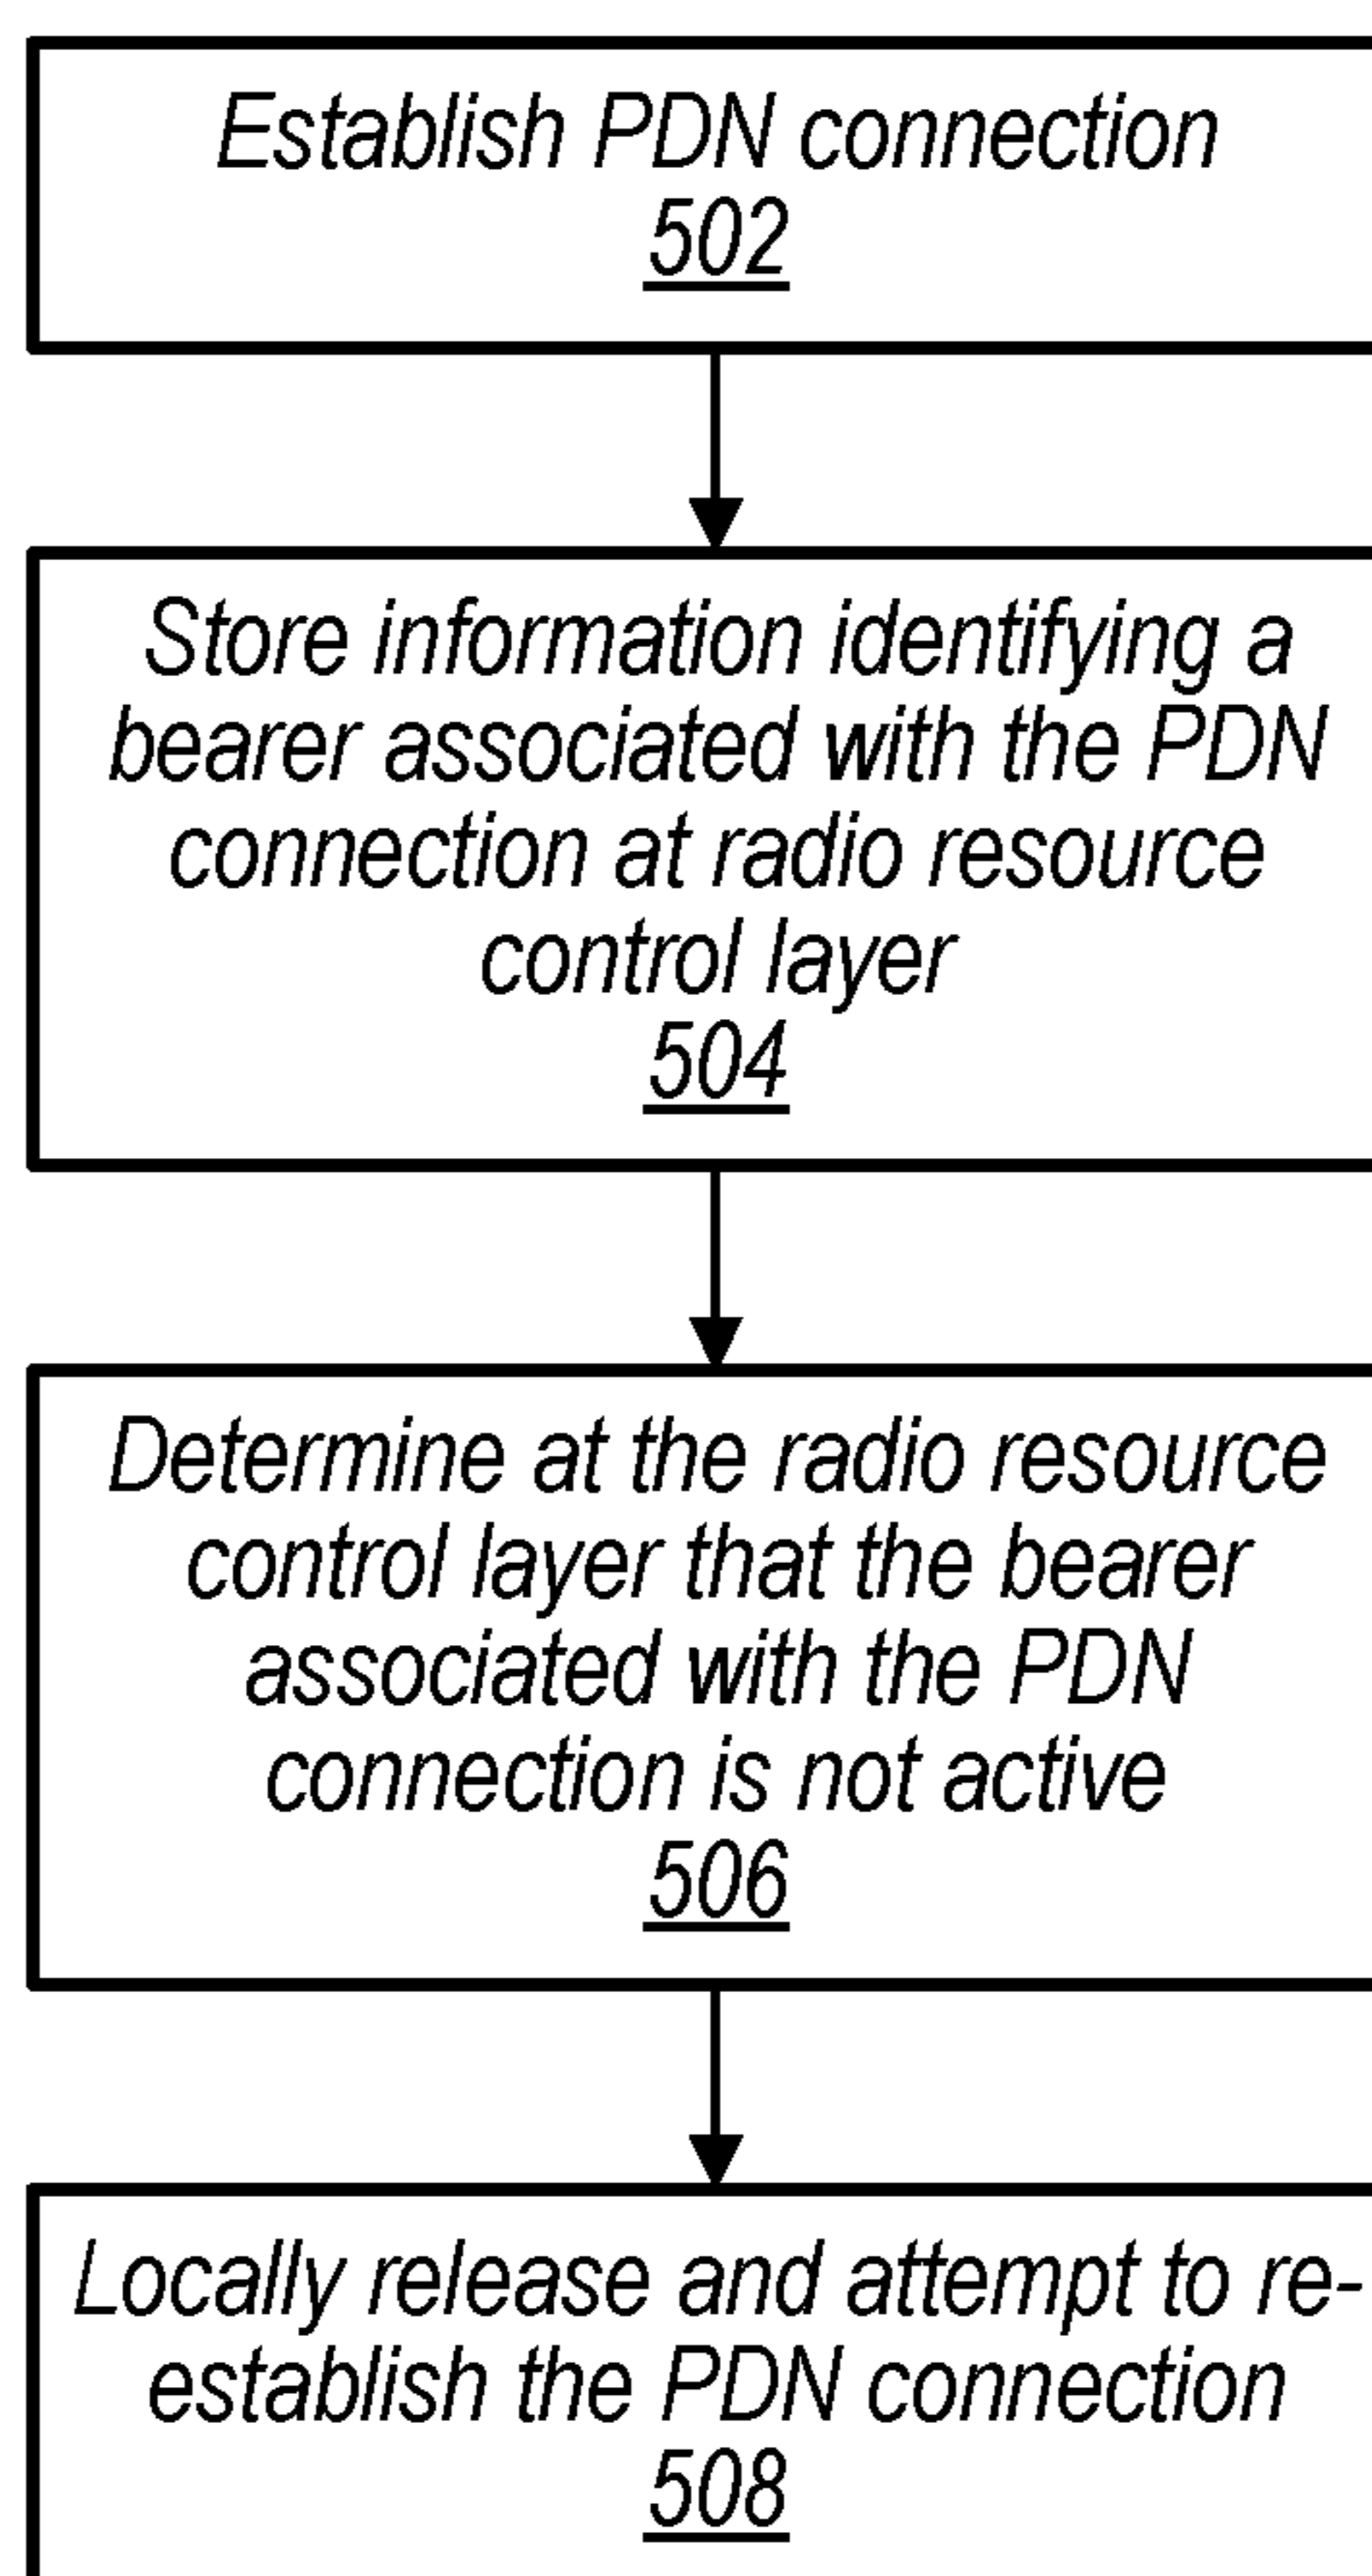 Establish PDN connection
502
Store information identifying a
bearer associated with the PDN
connection at radio resource
control layer
504
Determine at the radio resource
control layer that the bearer
associated with the PDN
connection is not active
506
Locally release and attempt to re-
establish the PDN connection
508